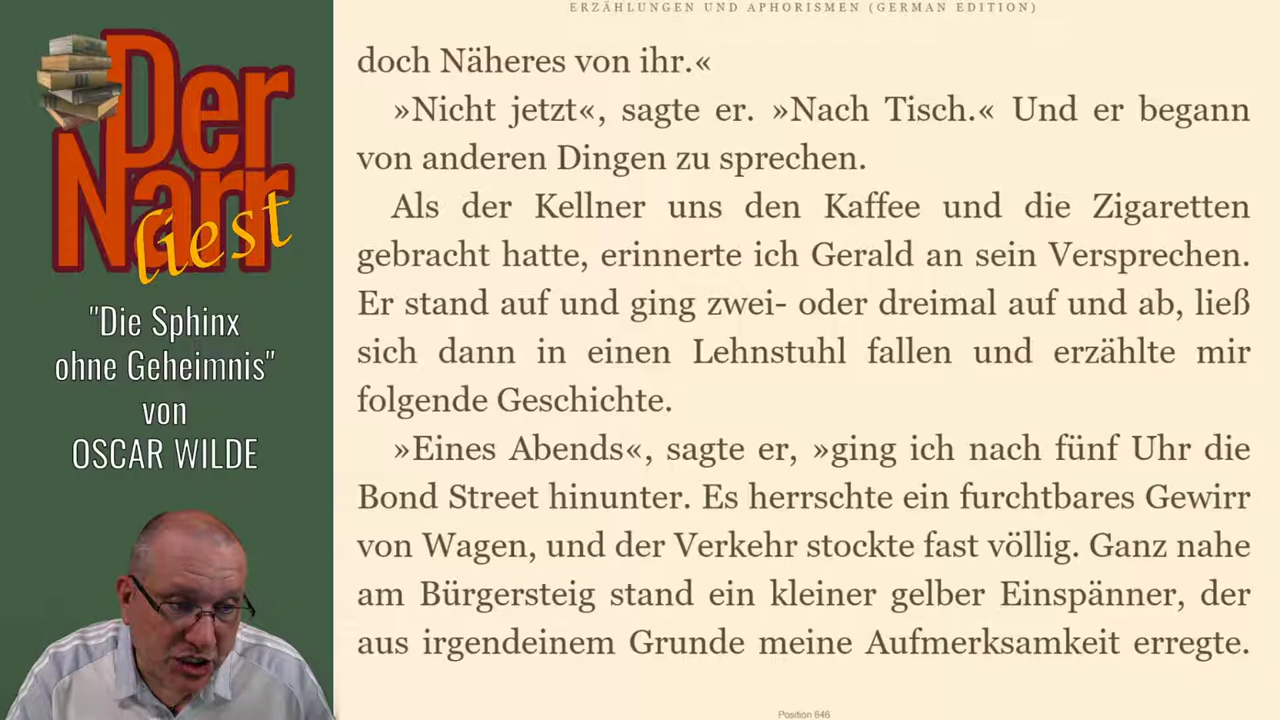 Der
Narr
liest
"Die Sphinx
ohne Geheimnis"
von
OSCAR WILDE
ERZÄHLUNGEN UND APHORISMEN (GERMAN EDITION)
doch Näheres von ihr.«
»Nicht jetzt«, sagte er. »Nach Tisch.« Und er begann
von anderen Dingen zu sprechen.
Als der Kellner uns den Kaffee und die Zigaretten
gebracht hatte, erinnerte ich Gerald an sein Versprechen.
Er stand auf und ging zwei- oder dreimal auf und ab, ließ
sich dann in einen Lehnstuhl fallen und erzählte mir
folgende Geschichte.
»Eines Abends«, sagte er, »ging ich nach fünf Uhr die
Bond Street hinunter. Es herrschte ein furchtbares Gewirr
von Wagen, und der Verkehr stockte fast völlig. Ganz nahe
am Bürgersteig stand ein kleiner gelber Einspänner, der
aus irgendeinem Grunde meine Aufmerksamkeit erregte.
Position 646